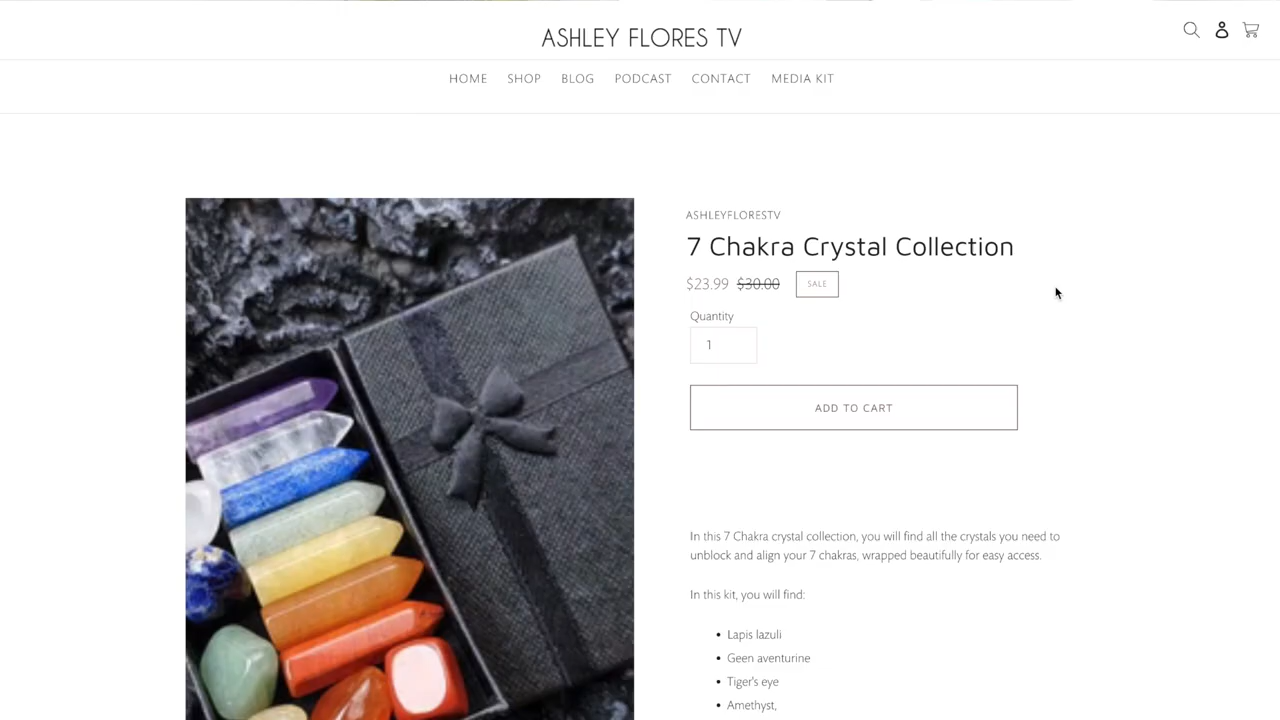 ASHLEY FLORES TV
HOME SHOP BLOG PODCAST CONTACT MEDIA KIT
ASHLEYFLORESTV
7 Chakra Crystal Collection
$23.99 $30.00 SALE
Quantity
1
ADD TO CART
In this 7 Chakra crystal collection, you will find all the crystals you need to
unblock and align your 7 chakras, wrapped beautifully for easy access.
In this kit, you will find:
• Lapis lazuli
• Geen aventurine
• Tiger's eye
• Amethyst,